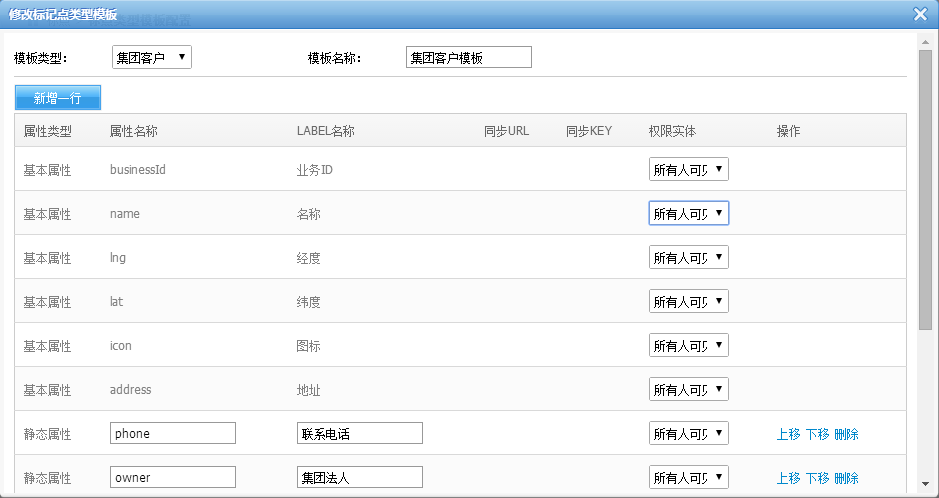 修改标记点类型模板
模板类型： 集团客户 模板名称： 集团客户模板
新增一行
属性类型 属性名称 LABEL名称 同步URL 同步KEY 权限实体 操作
基本属性 businessId 业务ID 所有人可
基本属性 name 名称 所有人可
基本属性 lng 经度 所有人可
基本属性 lat 纬度 所有人可
基本属性 icon 图标 所有人可
基本属性 address 地址 所有人可
静态属性 phone 联系电话 所有人可 上移 下移 删除
静态属性 owner 集团法人 所有人可 上移 下移 删除